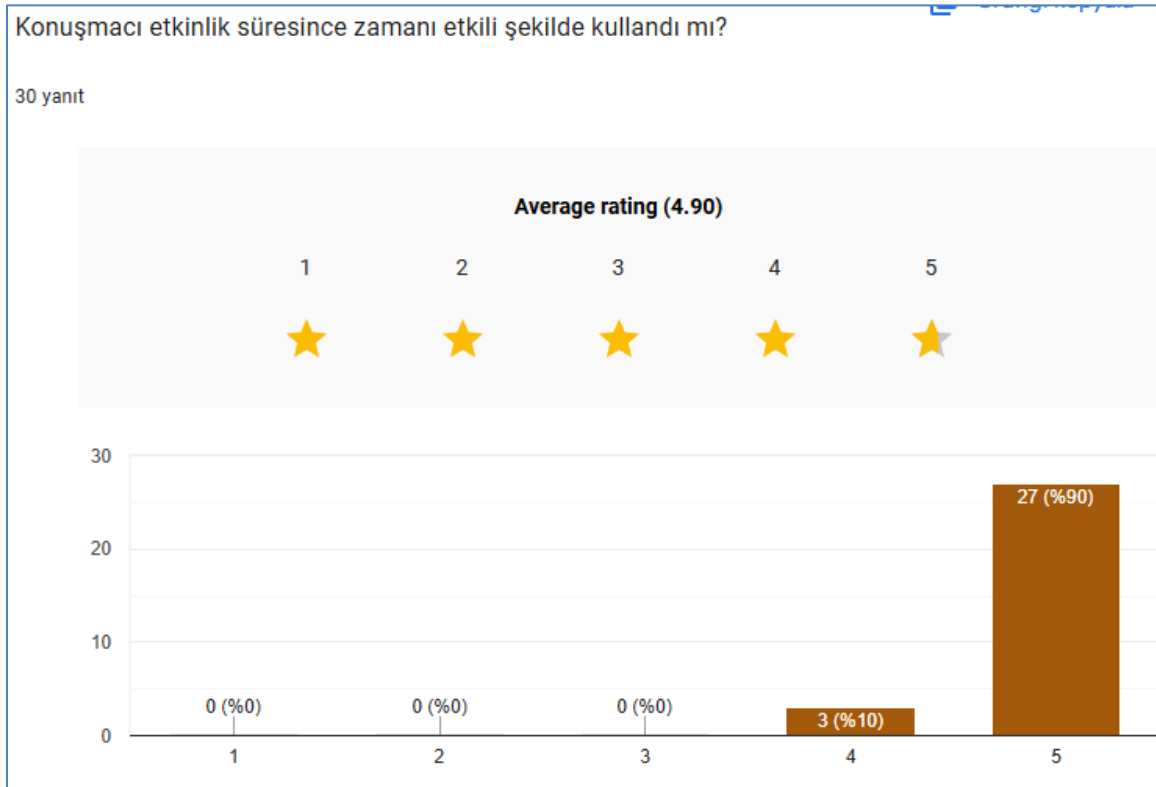 Konuşmacı etkinlik süresince zamanı etkili şekilde kullandı mı?
30 yanıt
Average rating (4.90)
1 2 3 4 5
30
27 (%90)
20
10
0 (%0) 0 (%0) 0 (%0)
3 (%10)
0
1 2 3 4 5